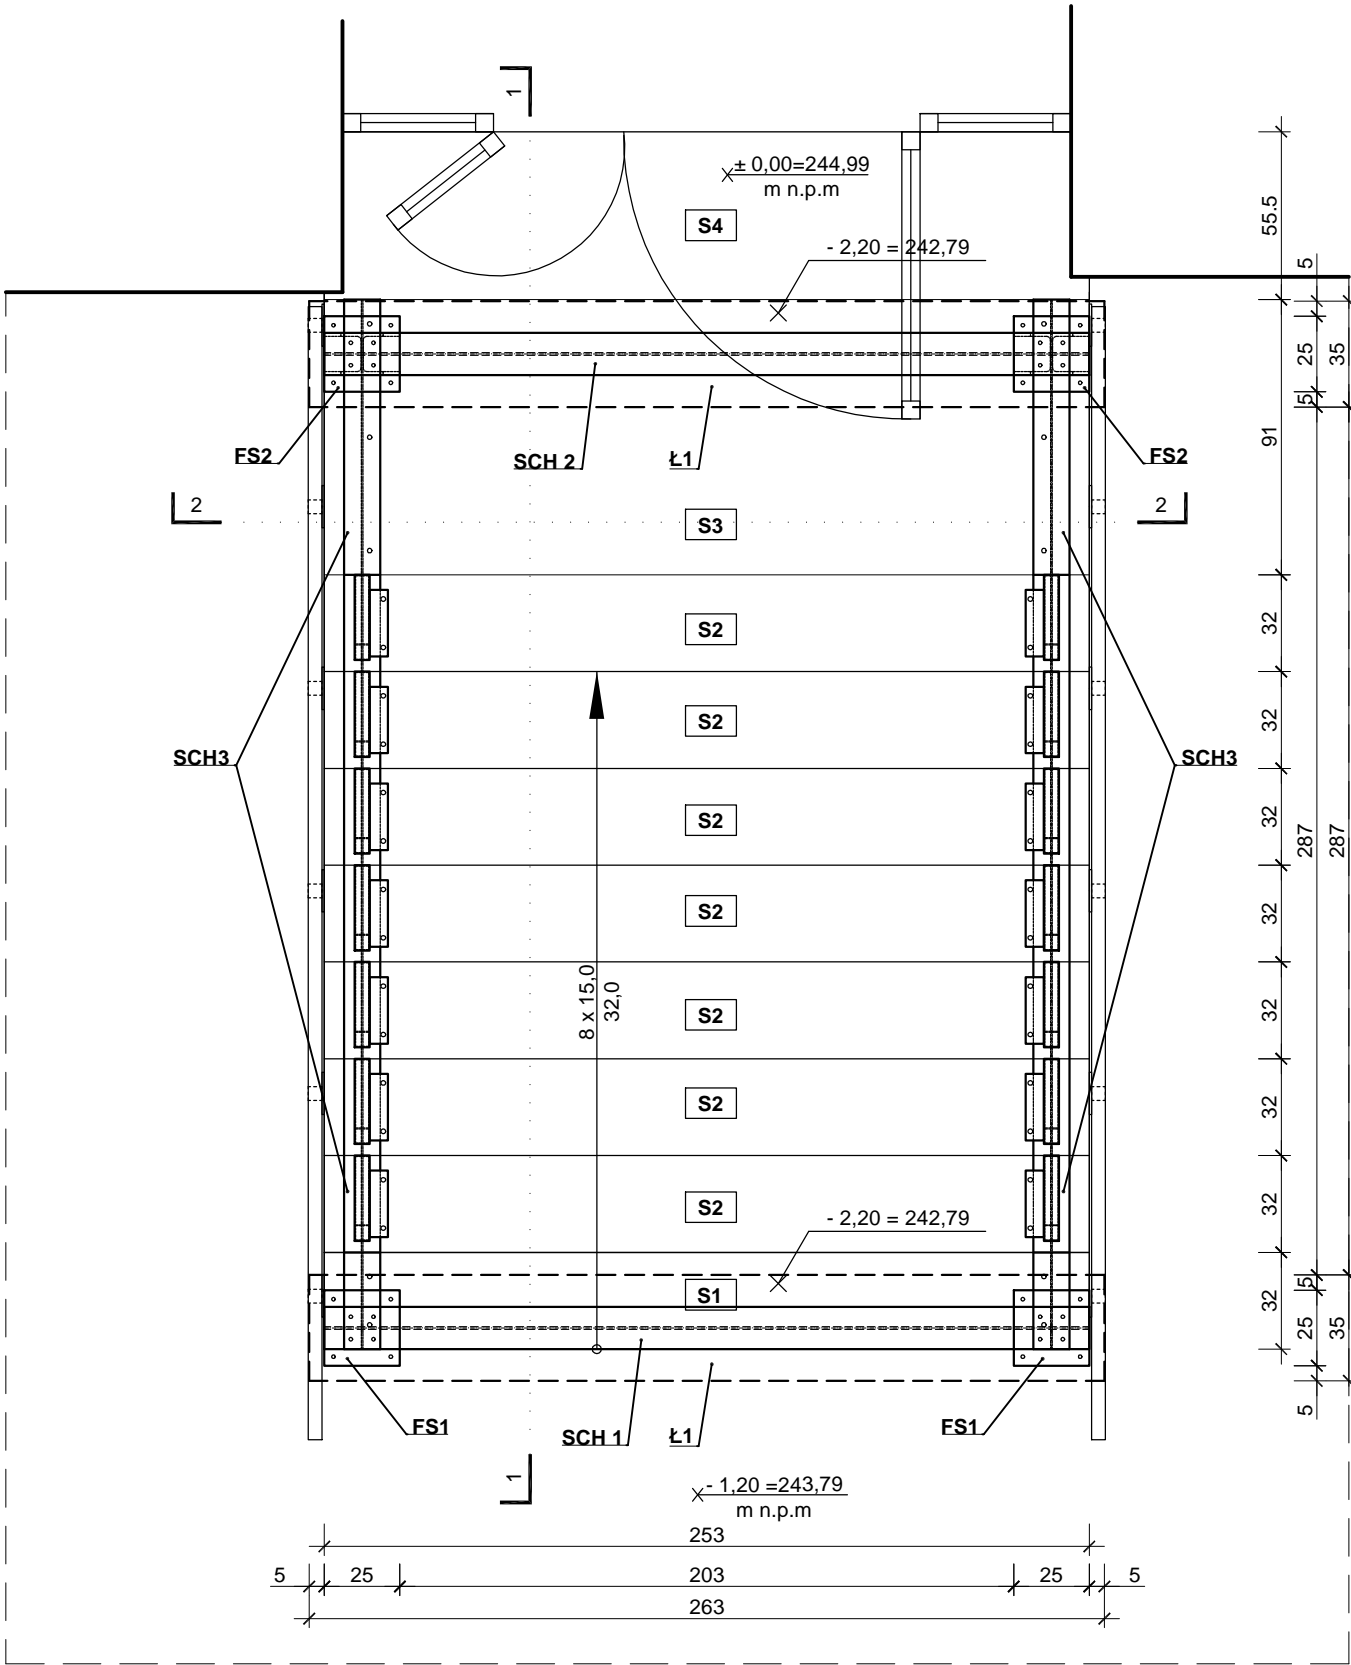 1
± 0,00=244,99
m n.p.m
S4
- 2,20 = 242,79
55.5
5
25
35
5
91
FS2
SCH 2
Ł1
FS2
2
2
S3
S2
32
S2
32
SCH3
SCH3
S2
32
287
287
S2
32
8 x 15,0
32,0
S2
32
S2
32
S2
32
- 2,20 = 242,79
S1
32
5
25
35
5
FS1
SCH 1
Ł1
FS1
1
- 1,20 =243,79
m n.p.m
253
5
25
203
25
5
263